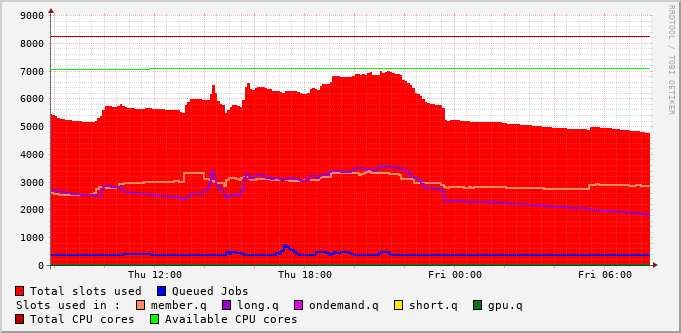 9000
8000
7000
6000
5000
4000
3000
2000
1000
0
Thu 12:00 Thu 18:00 Fri 00:00 Fri 06:00
RRDTOOL / TOBI OETIKER
Total slots used Queued Jobs
Slots used in : member.q long.q ondemand.q short.q gpu.q
Total CPU cores Available CPU cores